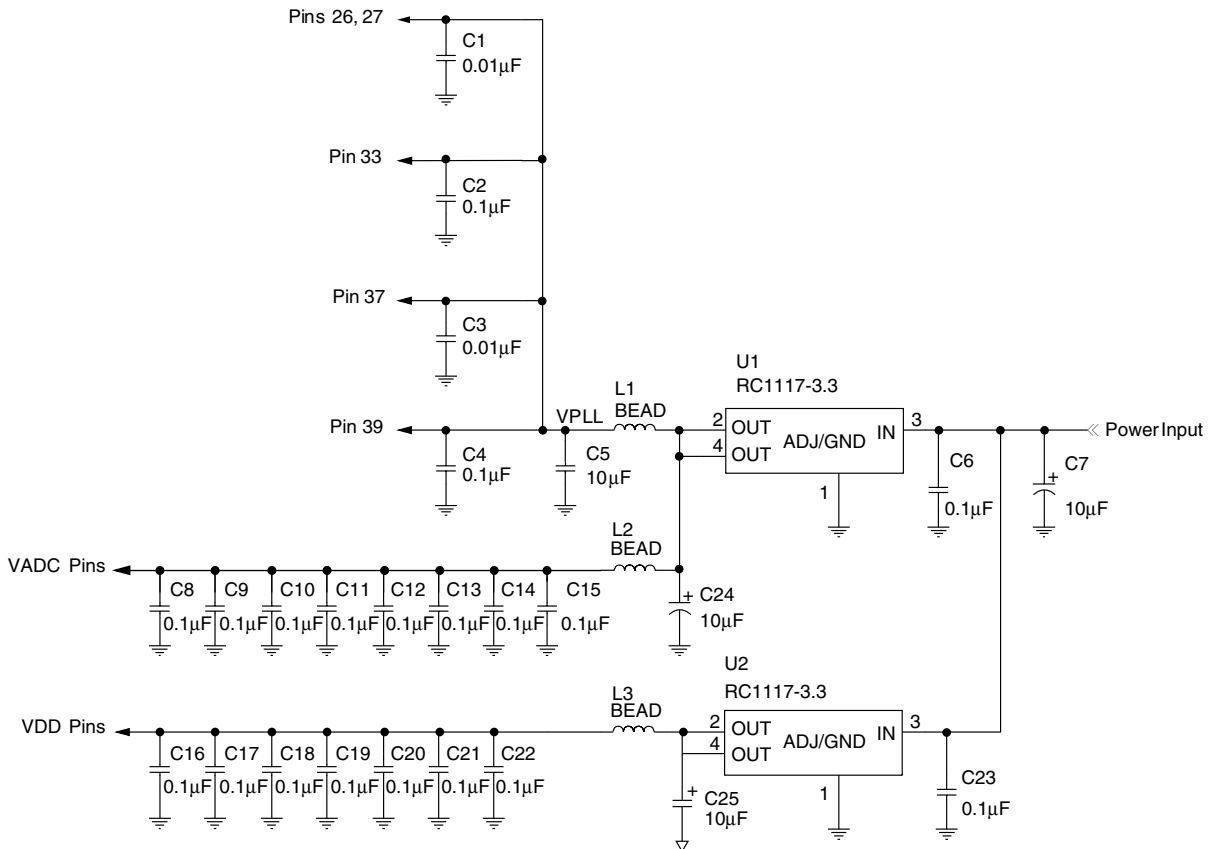 Pins 26, 27
C1
0.01µF
Pin 33
C2
0.1µF
Pin 37
C3
0.01µF
U1
RC1117-3.3
L1
BEAD
VPLL
Pin 39
2
OUT
4
OUT
ADJ/GND
IN
3
Power Input
C4
0.1µF
C5
10µF
1
C6
0.1µF
C7
+
10µF
L2
BEAD
VADC Pins
C8
C9
C10
C11
C12
C13
C14
C15
0.1µF
0.1µF
0.1µF
0.1µF
0.1µF
0.1µF
0.1µF
0.1µF
+
C24
10µF
U2
RC1117-3.3
L3
BEAD
VDD Pins
2
OUT
4
OUT
ADJ/GND
IN
3
C16
C17
C18
C19
C20
C21
C22
0.1µF
0.1µF
0.1µF
0.1µF
0.1µF
0.1µF
0.1µF
+
C25
10µF
1
C23
0.1µF